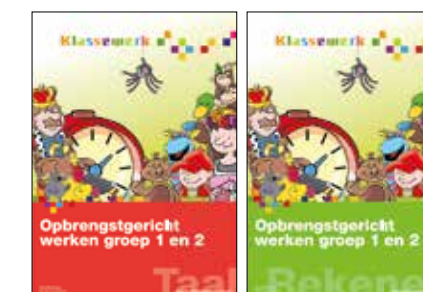 Klassewerk
Opbrengstgericht
werken groep 1 en 2
Taal
Klassewerk
Opbrengstgericht
werken groep 1 en 2
Rekene